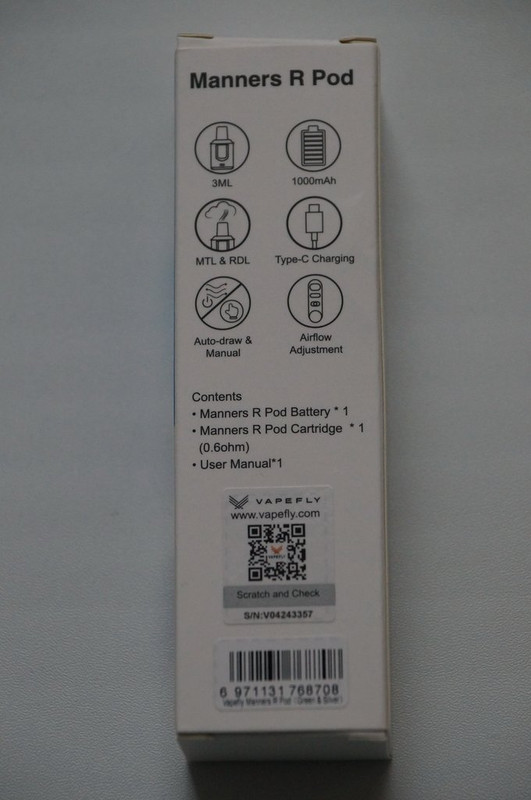 Manners R Pod
3ML
1000mAh
MTL & RDL
Type-C Charging
Auto-draw &
Manual
Airflow
Adjustment
Contents
• Manners R Pod Battery * 1
• Manners R Pod Cartridge * 1
(0.6ohm)
• User Manual*1
VAPEFLY
www.vapefly.com
VAPEFLY
Scratch and Check
S/N:V04243357
6 971131 768708
Vapefly Manners R Pod (Green & Silver)